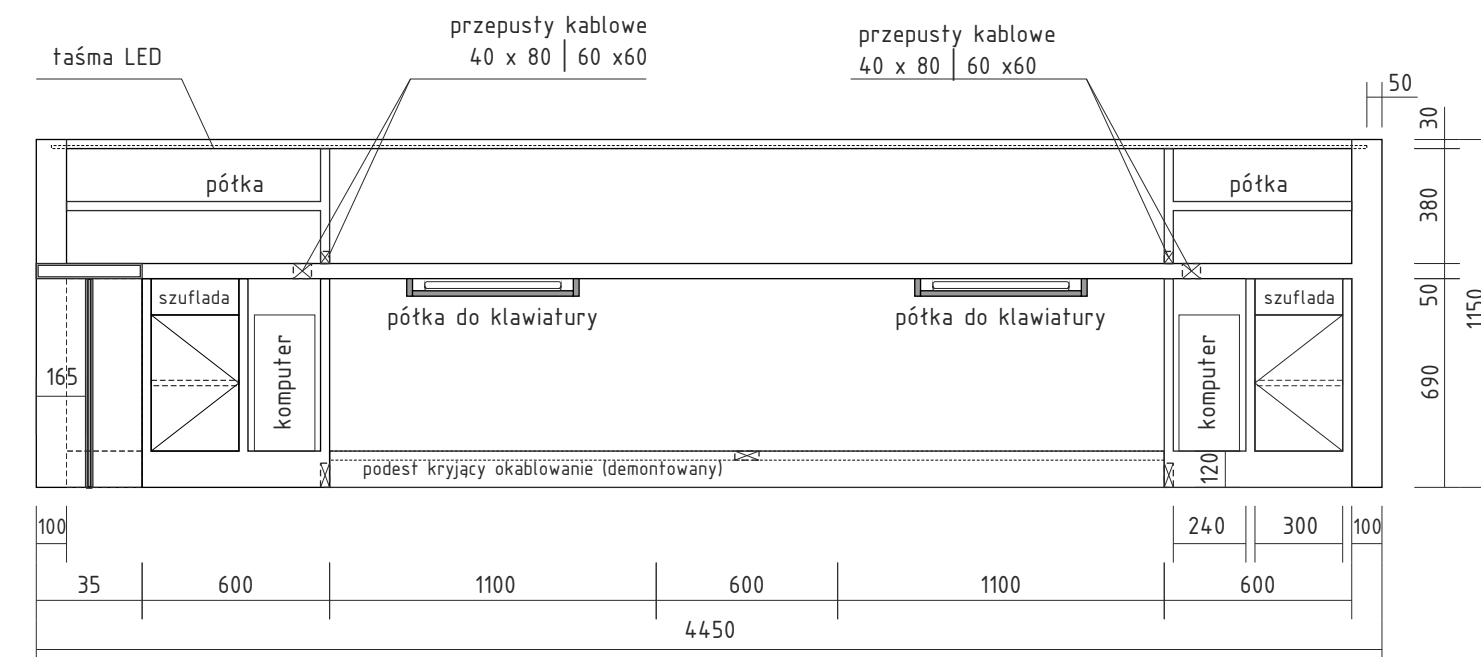 taśma LED
przepusty kablowe
40 x 80 | 60 x60
przepusty kablowe
40 x 80 | 60 x60
50
30
półka
półka
380
szuflada
50
szuflada
półka do klawiatury
półka do klawiatury
1150
165
komputer
komputer
690
podest kryjący okablowanie (demontowany)
120
100
240
300
100
35
600
1100
600
1100
600
4450